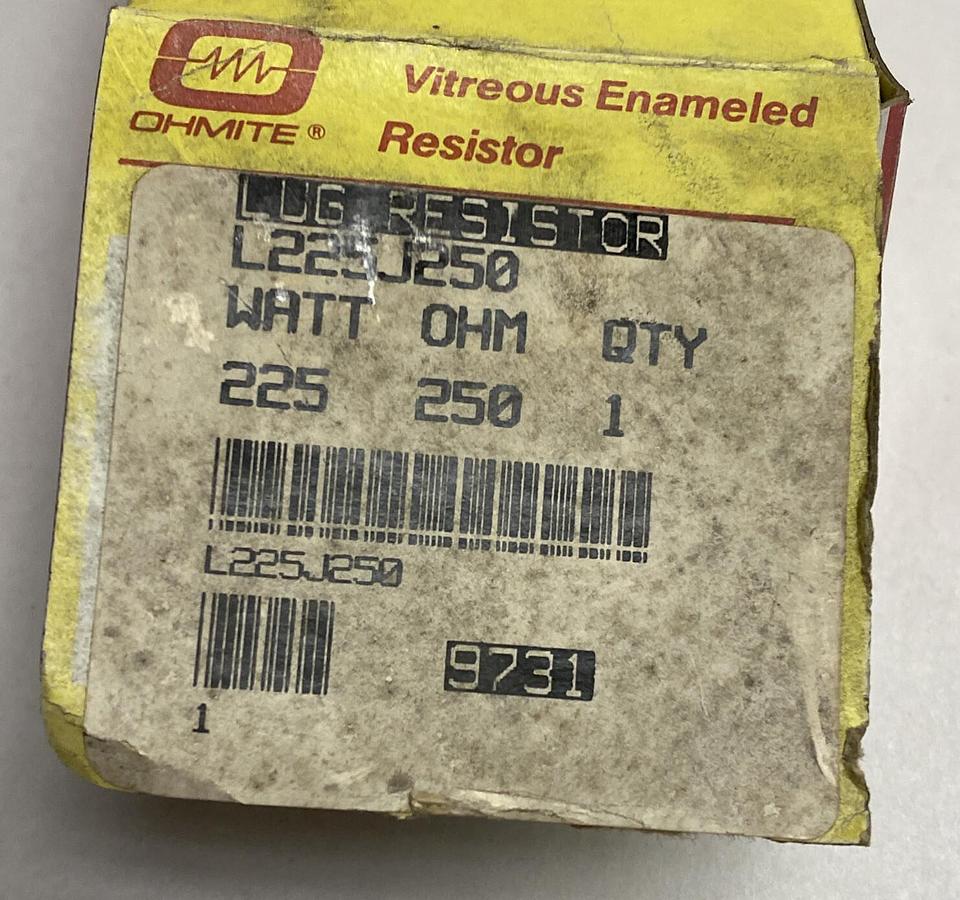 OHMITE®
Vitreous Enameled
Resistor
LUG RESISTOR
L225J250
WATT OHM QTY
225 250 1
L225J250
9731
1